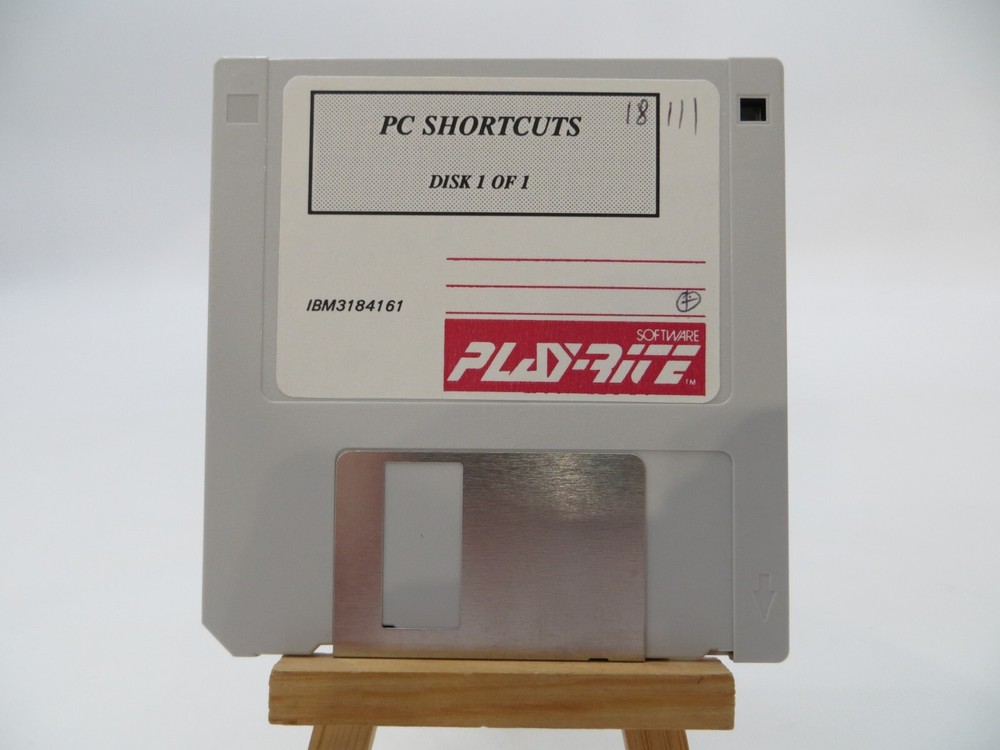 PC SHORTCUTS
18 111
DISK 1 OF 1
IBM3184161
SOFTWARE
PLAY-RITE
TM